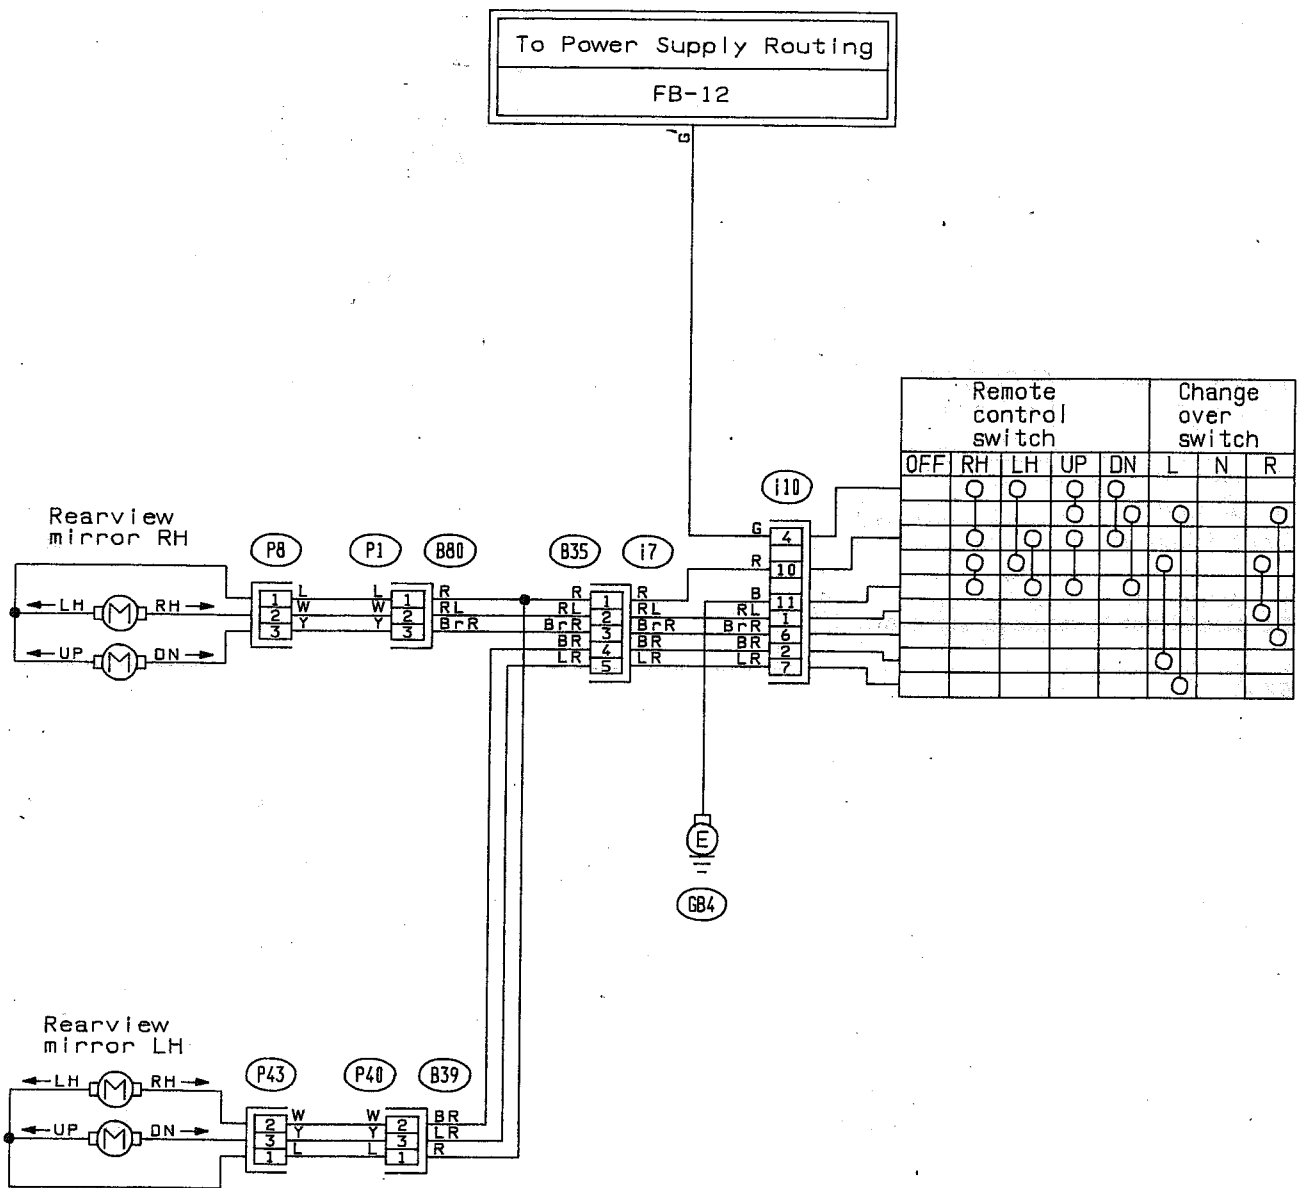 To Power Supply Routing
FB-12
G
Remote control switch
Change over switch
OFF RH LH UP DN L N R
i10
G 4
R 10
B 11
RL 1
BrR 6
BR 2
LR 7
Rearview mirror RH
P8 P1 B80 B35 i7
LH M RH
UP M DN
1 L L 1 R R 1 R
2 W W 2 RL RL 2 RL
3 Y Y 3 BrR BrR 3 BrR
BR 4 BR
LR 5 LR
E
GB4
Rearview mirror LH
P43 P40 B39
LH M RH
UP M DN
2 W W 2 BR
3 Y Y 3 LR
1 L L 1 R